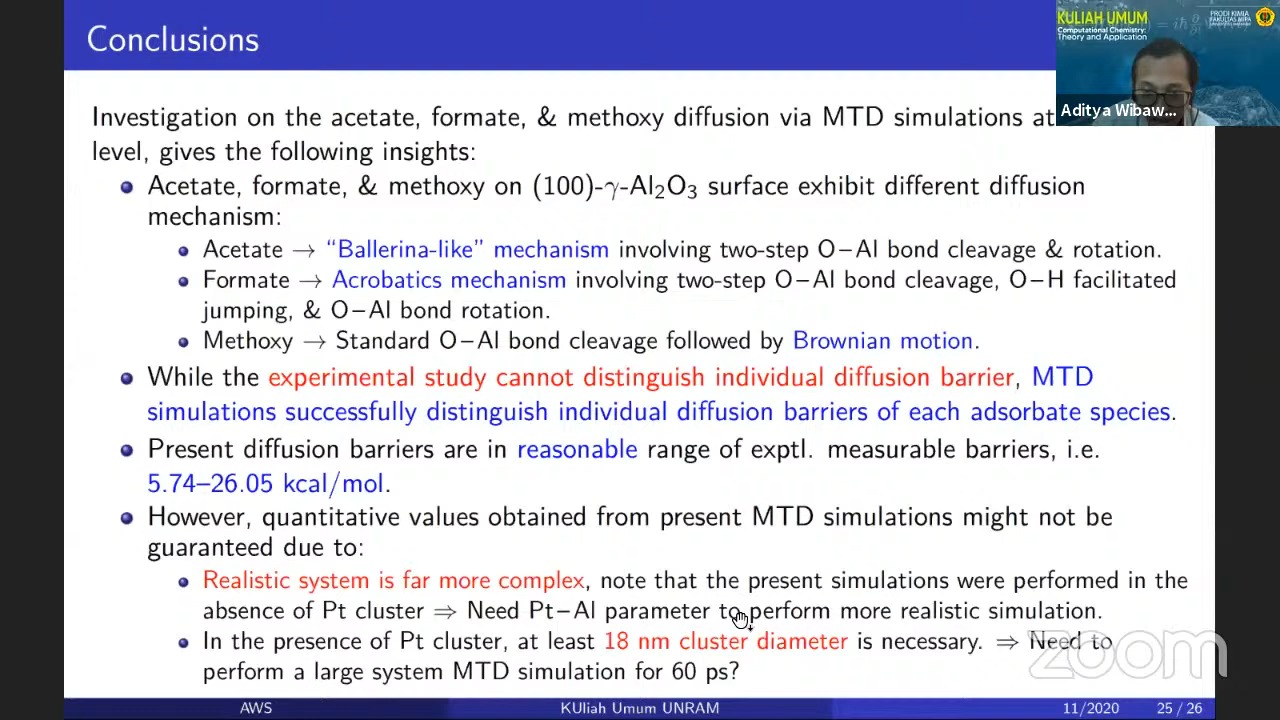 Conclusions
KULIAH UMUM
Computational Chemistry:
Theory and Application
PRODI KIMIA
FAKULTAS MIPA
Aditya Wibaw...
Investigation on the acetate, formate, & methoxy diffusion via MTD simulations at
level, gives the following insights:
Acetate, formate, & methoxy on (100)-γ-Al₂O₃ surface exhibit different diffusion
mechanism:
Acetate → “Ballerina-like” mechanism involving two-step O–Al bond cleavage & rotation.
Formate → Acrobatics mechanism involving two-step O–Al bond cleavage, O–H facilitated
jumping, & O–Al bond rotation.
Methoxy → Standard O–Al bond cleavage followed by Brownian motion.
While the experimental study cannot distinguish individual diffusion barrier, MTD
simulations successfully distinguish individual diffusion barriers of each adsorbate species.
Present diffusion barriers are in reasonable range of exptl. measurable barriers, i.e.
5.74–26.05 kcal/mol.
However, quantitative values obtained from present MTD simulations might not be
guaranteed due to:
Realistic system is far more complex, note that the present simulations were performed in the
absence of Pt cluster ⇒ Need Pt–Al parameter to perform more realistic simulation.
In the presence of Pt cluster, at least 18 nm cluster diameter is necessary. ⇒ Need to
perform a large system MTD simulation for 60 ps?
zoom
AWS KUliah Umum UNRAM 11/2020 25 / 26